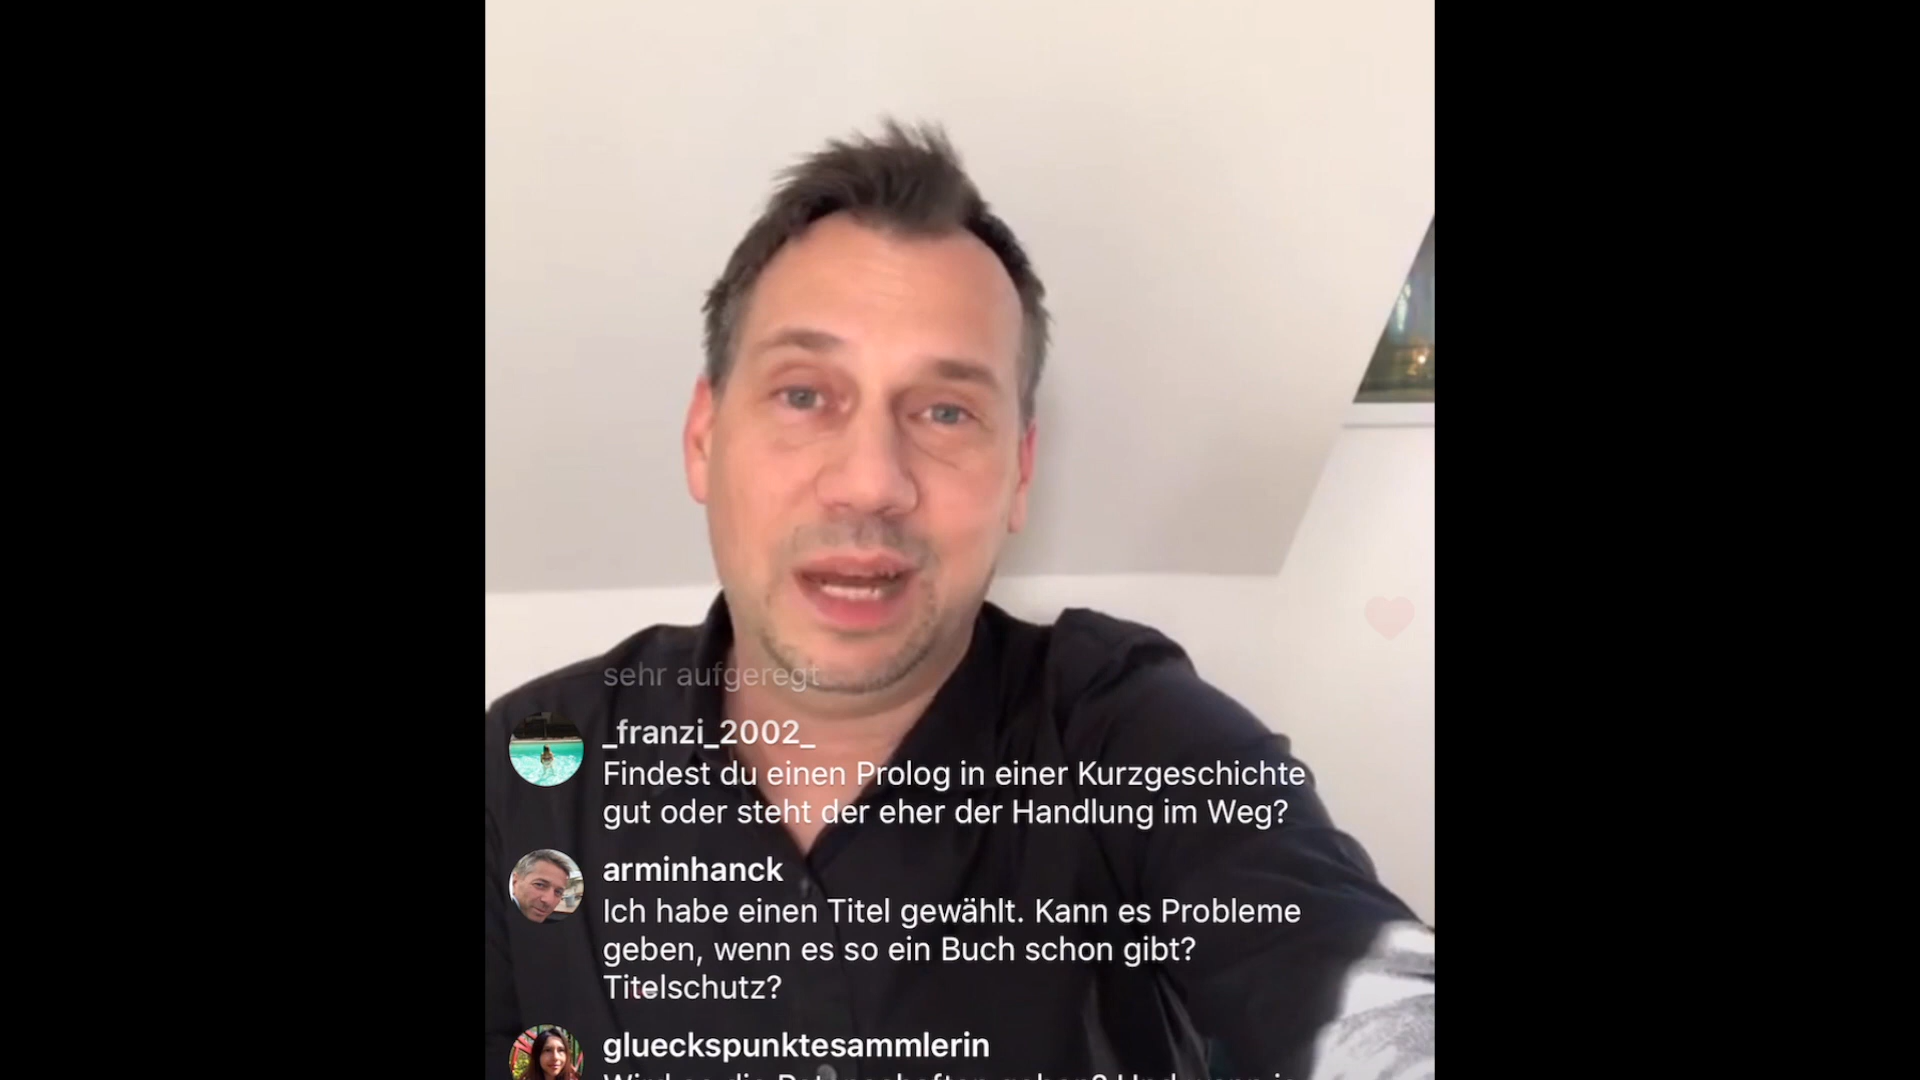 sehr aufgeregt
_franzi_2002_
Findest du einen Prolog in einer Kurzgeschichte
gut oder steht der eher der Handlung im Weg?
arminhanck
Ich habe einen Titel gewählt. Kann es Probleme
geben, wenn es so ein Buch schon gibt?
Titelschutz?
glueckspunktesammlerin